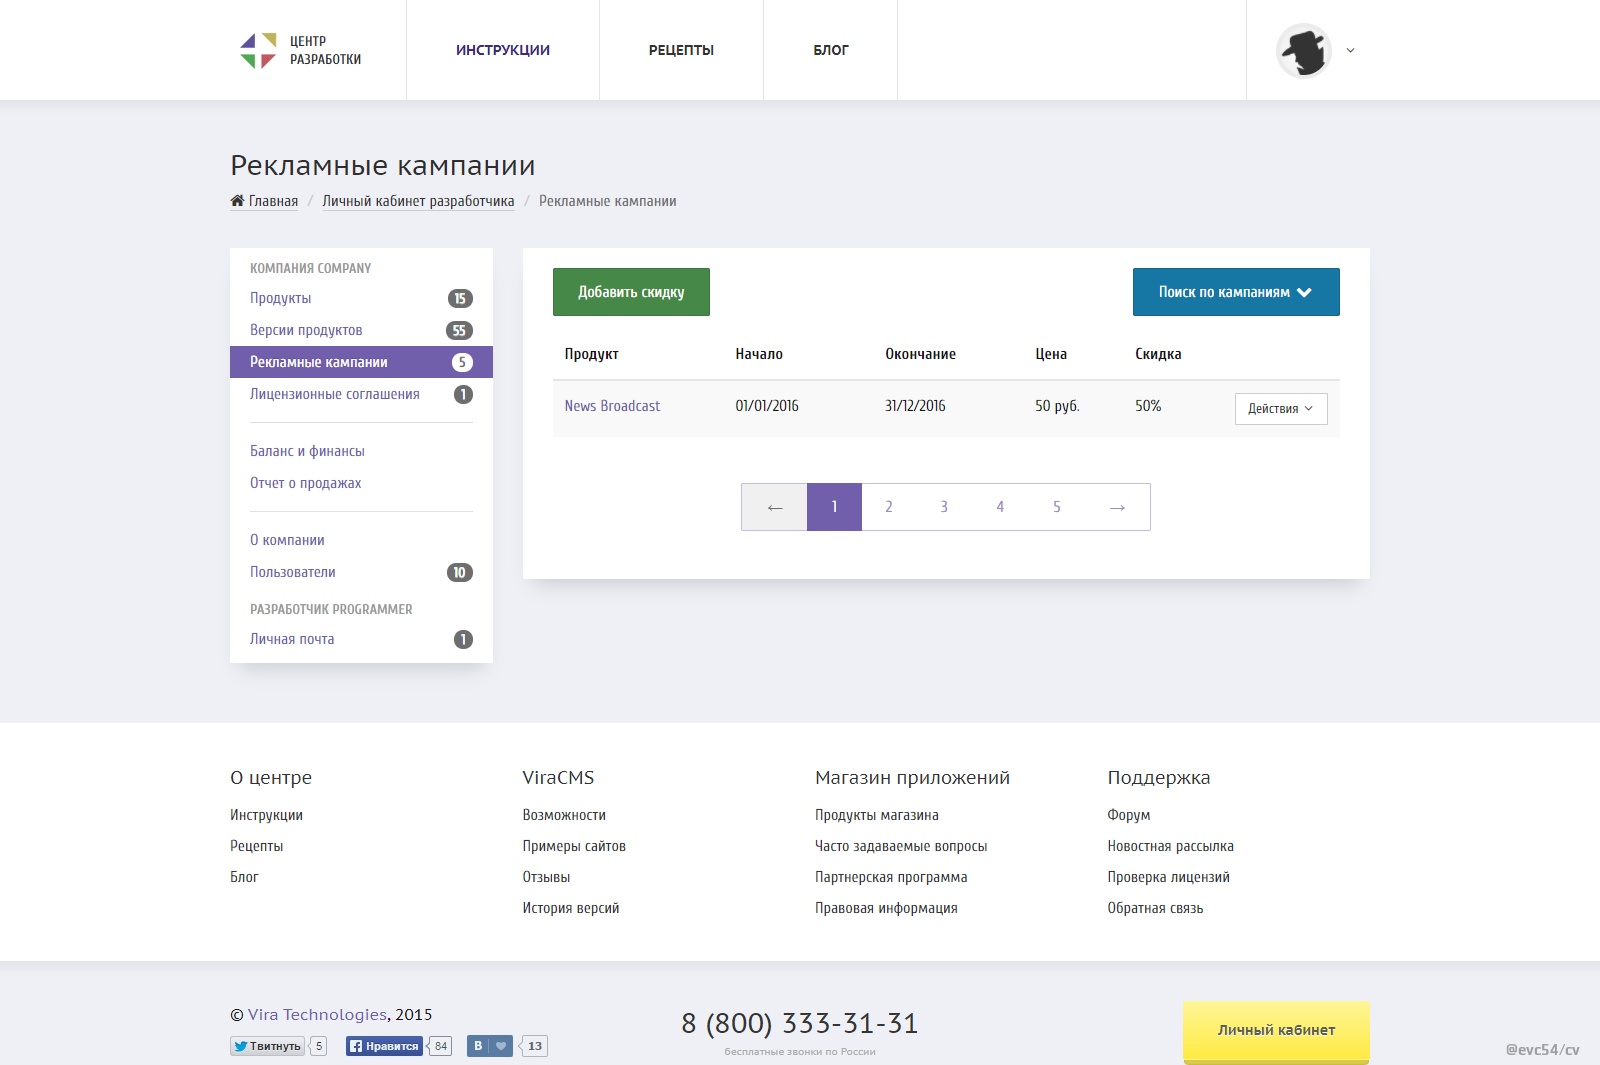 ЦЕНТР
РАЗРАБОТКИ
ИНСТРУКЦИИ
РЕЦЕПТЫ
БЛОГ
Рекламные кампании
Главная / Личный кабинет разработчика / Рекламные кампании
КОМПАНИЯ COMPANY
Продукты 15
Версии продуктов 55
Рекламные кампании 5
Лицензионные соглашения 1
Баланс и финансы
Отчет о продажах
О компании
Пользователи 10
РАЗРАБОТЧИК PROGRAMMER
Личная почта 1
Добавить скидку
Поиск по кампаниям
Продукт Начало Окончание Цена Скидка
News Broadcast 01/01/2016 31/12/2016 50 руб. 50% Действия
← 1 2 3 4 5 →
О центре
Инструкции
Рецепты
Блог
ViraCMS
Возможности
Примеры сайтов
Отзывы
История версий
Магазин приложений
Продукты магазина
Часто задаваемые вопросы
Партнерская программа
Правовая информация
Поддержка
Форум
Новостная рассылка
Проверка лицензий
Обратная связь
© Vira Technologies, 2015
Твитнуть 5 Нравится 84 В 13
8 (800) 333-31-31
бесплатные звонки по России
Личный кабинет
@evc54/cv